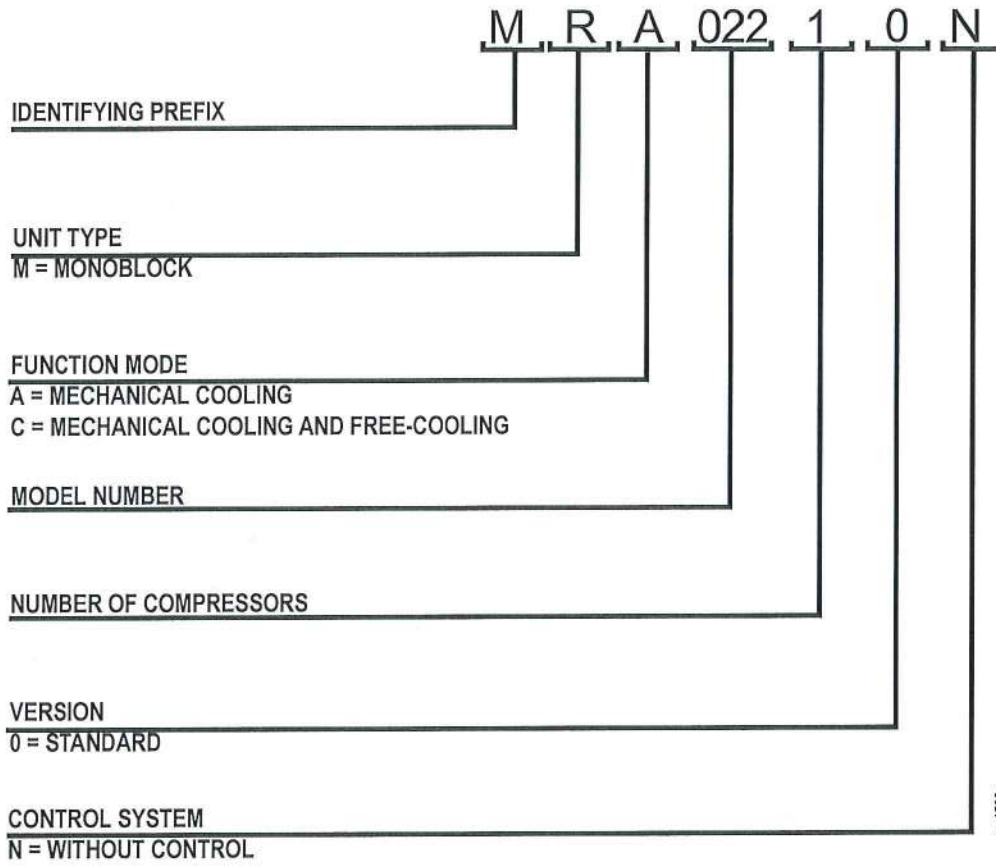 M R A 022 1 0 N
IDENTIFYING PREFIX
UNIT TYPE
M = MONOBLOCK
FUNCTION MODE
A = MECHANICAL COOLING
C = MECHANICAL COOLING AND FREE-COOLING
MODEL NUMBER
NUMBER OF COMPRESSORS
VERSION
0 = STANDARD
CONTROL SYSTEM
N = WITHOUT CONTROL